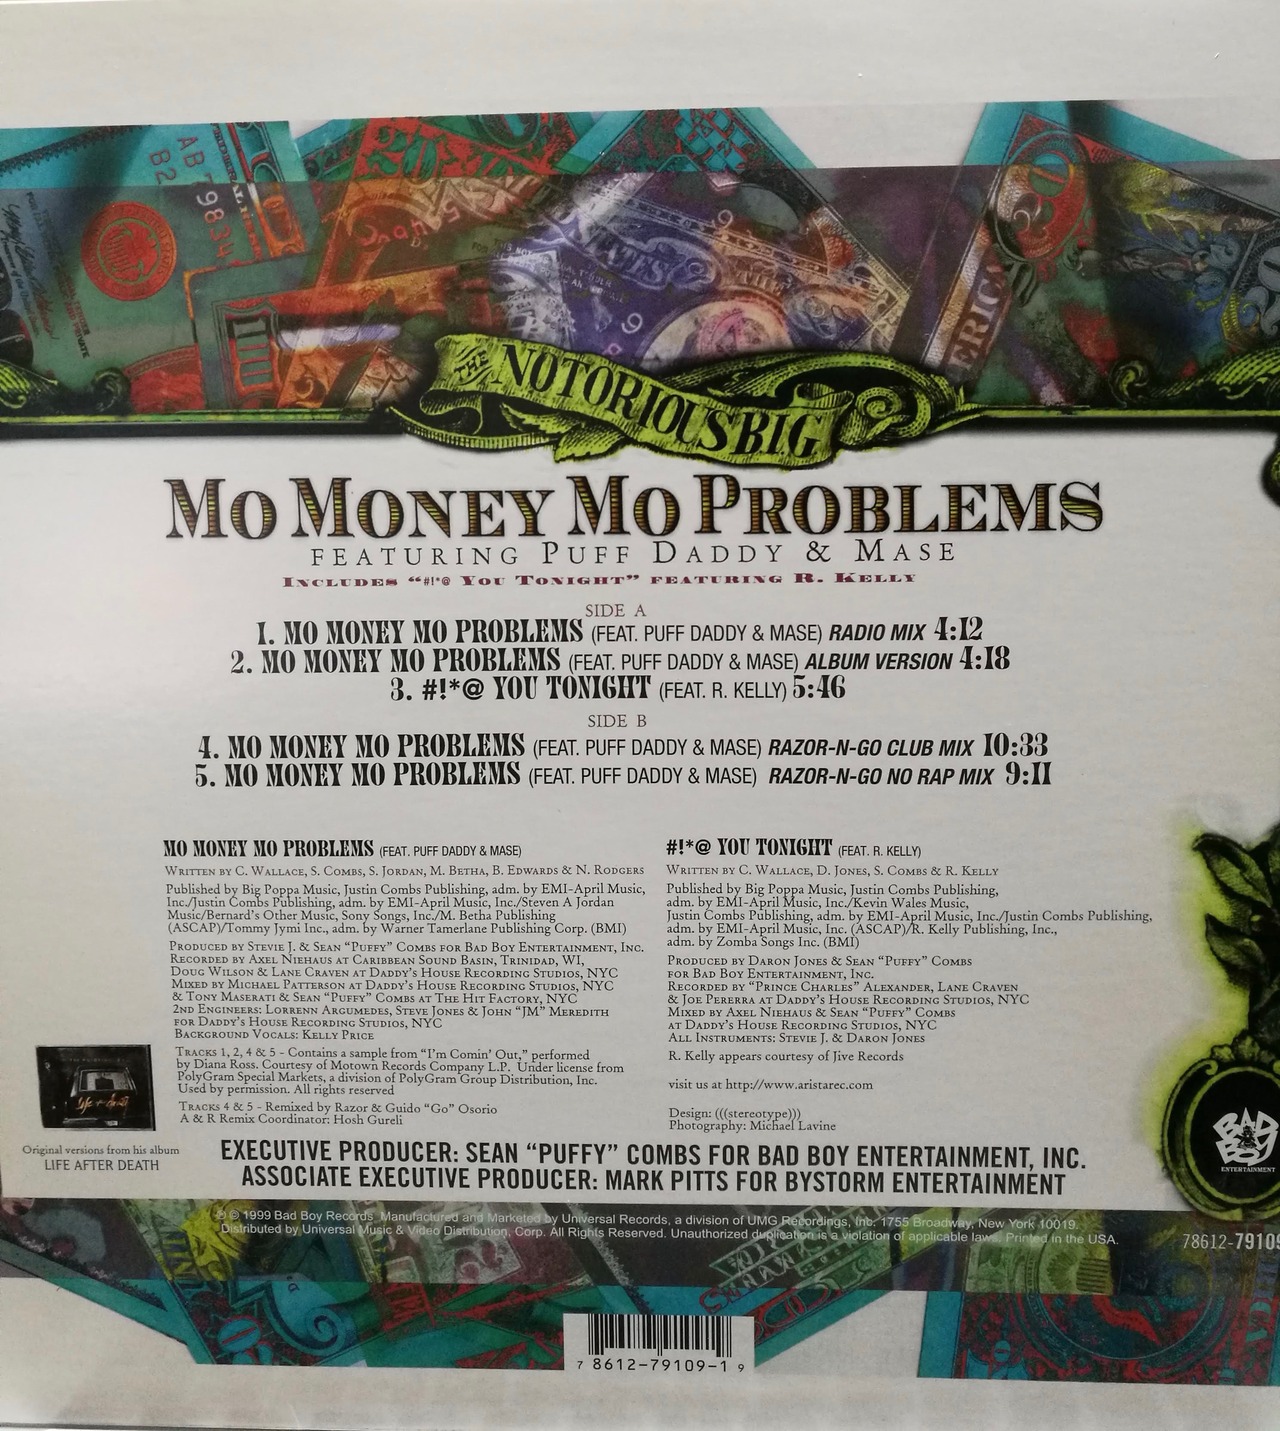 AB 9834
B2
20
THE NOTORIOUS BIG
MO MONEY MO PROBLEMS
FEATURING PUFF DADDY & MASE
INCLUDES “#!*@ YOU TONIGHT” FEATURING R. KELLY
SIDE A
1. MO MONEY MO PROBLEMS (FEAT. PUFF DADDY & MASE) RADIO MIX 4:12
2. MO MONEY MO PROBLEMS (FEAT. PUFF DADDY & MASE) ALBUM VERSION 4:18
3. #!*@ YOU TONIGHT (FEAT. R. KELLY) 5:46
SIDE B
4. MO MONEY MO PROBLEMS (FEAT. PUFF DADDY & MASE) RAZOR-N-GO CLUB MIX 10:33
5. MO MONEY MO PROBLEMS (FEAT. PUFF DADDY & MASE) RAZOR-N-GO NO RAP MIX 9:11
MO MONEY MO PROBLEMS (FEAT. PUFF DADDY & MASE)
WRITTEN BY C. WALLACE, S. COMBS, S. JORDAN, M. BETHA, B. EDWARDS & N. RODGERS
Published by Big Poppa Music, Justin Combs Publishing, adm. by EMI-April Music,
Inc./Justin Combs Publishing, adm. by EMI-April Music, Inc./Steven A Jordan
Music/Bernard's Other Music, Sony Songs, Inc./M. Betha Publishing
(ASCAP)/Tommy Jymi Inc., adm. by Warner Tamerlane Publishing Corp. (BMI)
PRODUCED BY STEVIE J. & SEAN “PUFFY” COMBS FOR BAD BOY ENTERTAINMENT, INC.
RECORDED BY AXEL NIEHAUS AT CARIBBEAN SOUND BASIN, TRINIDAD, WI,
DOUG WILSON & LANE CRAVEN AT DADDY'S HOUSE RECORDING STUDIOS, NYC
MIXED BY MICHAEL PATTERSON AT DADDY'S HOUSE RECORDING STUDIOS, NYC
& TONY MASERATI & SEAN “PUFFY” COMBS AT THE HIT FACTORY, NYC
2ND ENGINEERS: LORRENN ARGUMEDES, STEVE JONES & JOHN “JM” MEREDITH
FOR DADDY'S HOUSE RECORDING STUDIOS, NYC
BACKGROUND VOCALS: KELLY PRICE
TRACKS 1, 2, 4 & 5 - Contains a sample from “I'm Comin' Out,” performed
by Diana Ross. Courtesy of Motown Records Company L.P. Under license from
PolyGram Special Markets, a division of PolyGram Group Distribution, Inc.
Used by permission. All rights reserved
TRACKS 4 & 5 - Remixed by Razor & Guido “Go” Osorio
A & R Remix Coordinator: Hosh Gureli
#!*@ YOU TONIGHT (FEAT. R. KELLY)
WRITTEN BY C. WALLACE, D. JONES, S. COMBS & R. KELLY
Published by Big Poppa Music, Justin Combs Publishing,
adm. by EMI-April Music, Inc./Kevin Wales Music,
Justin Combs Publishing, adm. by EMI-April Music, Inc./Justin Combs Publishing,
adm. by EMI-April Music, Inc. (ASCAP)/R. Kelly Publishing, Inc.,
adm. by Zomba Songs Inc. (BMI)
PRODUCED BY DARON JONES & SEAN “PUFFY” COMBS
FOR BAD BOY ENTERTAINMENT, INC.
RECORDED BY “PRINCE CHARLES” ALEXANDER, LANE CRAVEN
& JOE PERERRA AT DADDY'S HOUSE RECORDING STUDIOS, NYC
MIXED BY AXEL NIEHAUS & SEAN “PUFFY” COMBS
AT DADDY'S HOUSE RECORDING STUDIOS, NYC
ALL INSTRUMENTS: STEVIE J. & DARON JONES
R. Kelly appears courtesy of Jive Records
visit us at http://www.aristarec.com
Design: (((stereotype)))
Photography: Michael Lavine
Original versions from his album
LIFE AFTER DEATH
BAD
BOY
ENTERTAINMENT
EXECUTIVE PRODUCER: SEAN “PUFFY” COMBS FOR BAD BOY ENTERTAINMENT, INC.
ASSOCIATE EXECUTIVE PRODUCER: MARK PITTS FOR BYSTORM ENTERTAINMENT
℗ © 1999 Bad Boy Records. Manufactured and Marketed by Universal Records, a division of UMG Recordings, Inc. 1755 Broadway, New York 10019.
Distributed by Universal Music & Video Distribution, Corp. All Rights Reserved. Unauthorized duplication is a violation of applicable laws. Printed in the USA.
78612-79109
7 8612-79109-1 9